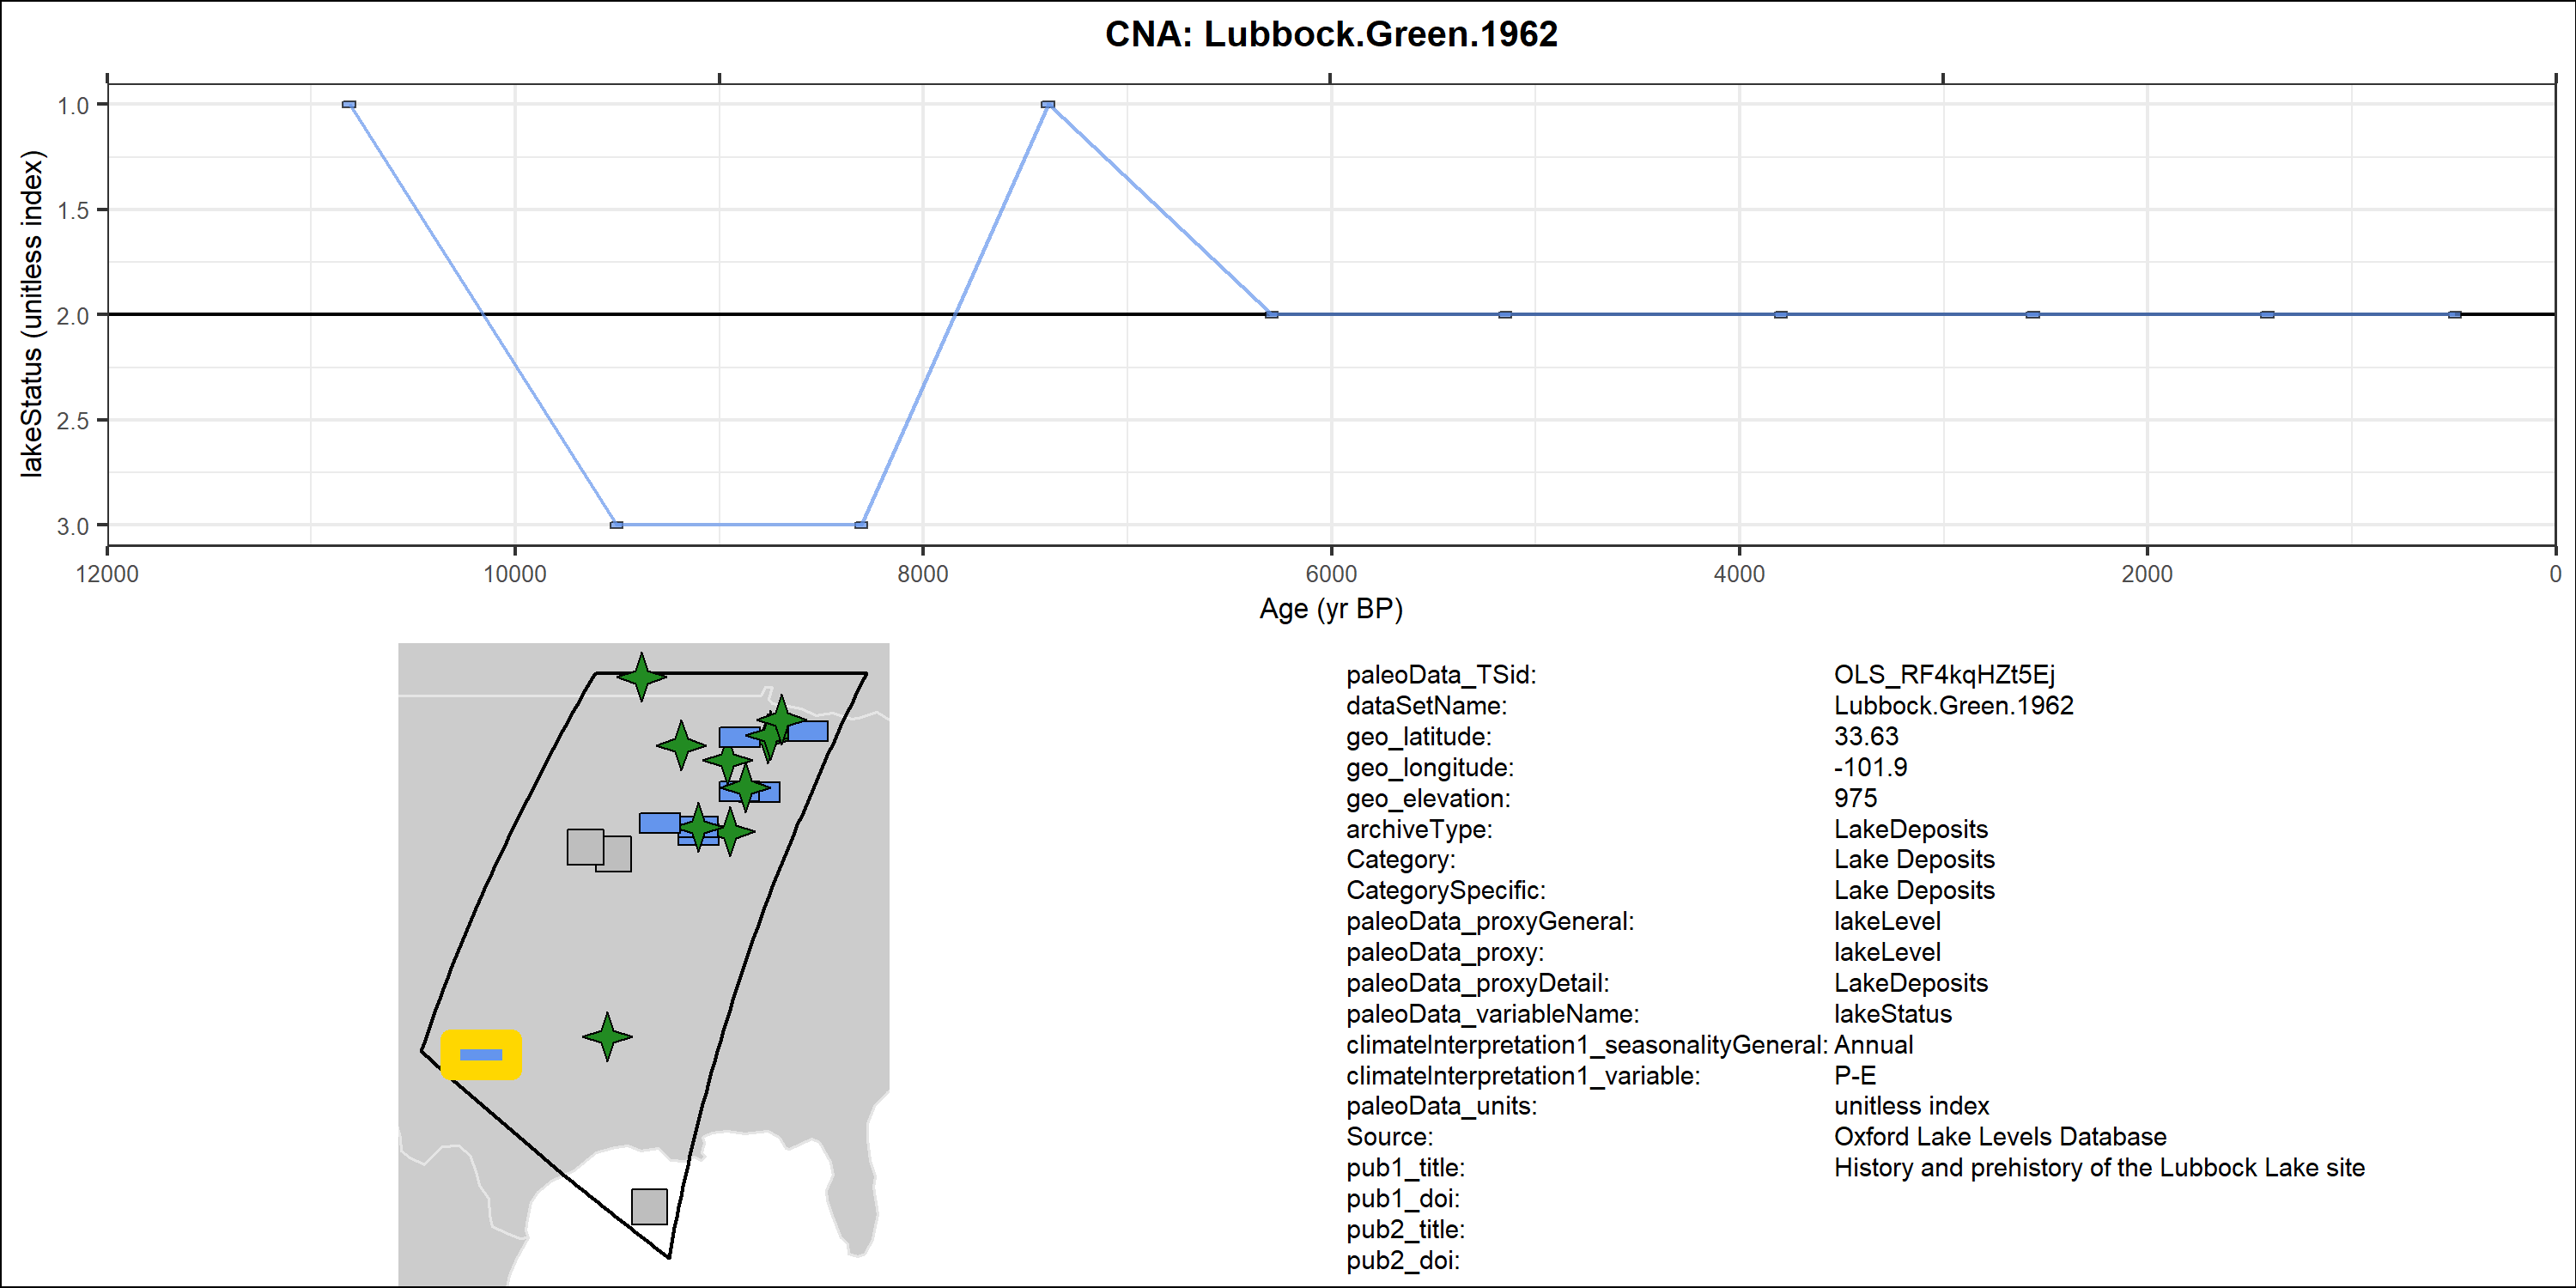 CNA: Lubbock.Green.1962
lakeStatus (unitless index)
1.0
1.5
2.0
2.5
3.0
12000 10000 8000 6000 4000 2000 0
Age (yr BP)
paleoData_TSid: OLS_RF4kqHZt5Ej
dataSetName: Lubbock.Green.1962
geo_latitude: 33.63
geo_longitude: -101.9
geo_elevation: 975
archiveType: LakeDeposits
Category: Lake Deposits
CategorySpecific: Lake Deposits
paleoData_proxyGeneral: lakeLevel
paleoData_proxy: lakeLevel
paleoData_proxyDetail: LakeDeposits
paleoData_variableName: lakeStatus
climateInterpretation1_seasonalityGeneral: Annual
climateInterpretation1_variable: P-E
paleoData_units: unitless index
Source: Oxford Lake Levels Database
pub1_title: History and prehistory of the Lubbock Lake site
pub1_doi:
pub2_title:
pub2_doi: